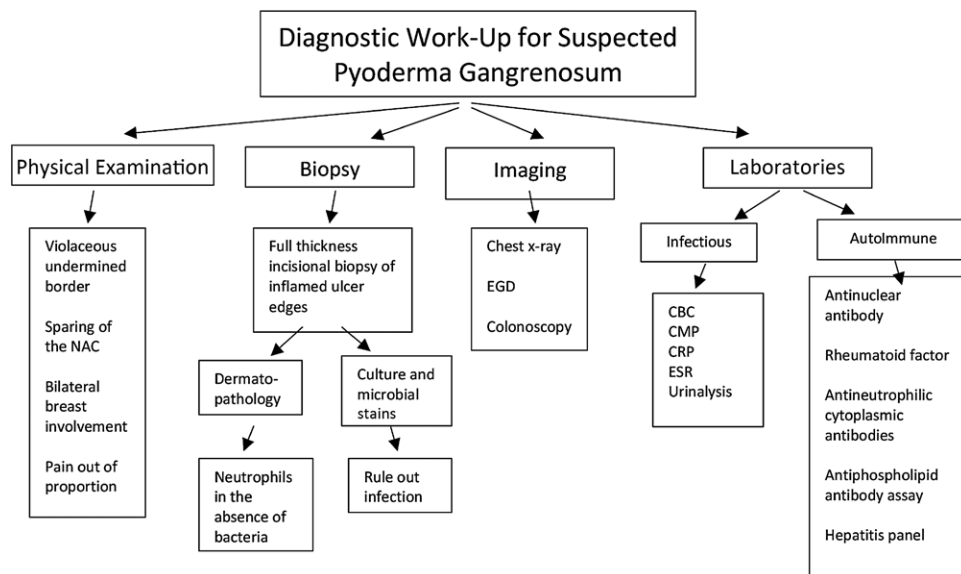 Diagnostic Work-Up for Suspected
Pyoderma Gangrenosum
Physical Examination
Biopsy
Imaging
Laboratories
Violaceous
undermined
border
Sparing of
the NAC
Bilateral
breast
involvement
Pain out of
proportion
Full thickness
incisional biopsy of
inflamed ulcer
edges
Dermato-
pathology
Culture and
microbial
stains
Neutrophils
in the
absence of
bacteria
Rule out
infection
Chest x-ray
EGD
Colonoscopy
Infectious
AutoImmune
CBC
CMP
CRP
ESR
Urinalysis
Antinuclear
antibody
Rheumatoid factor
Antineutrophilic
cytoplasmic
antibodies
Antiphospholipid
antibody assay
Hepatitis panel